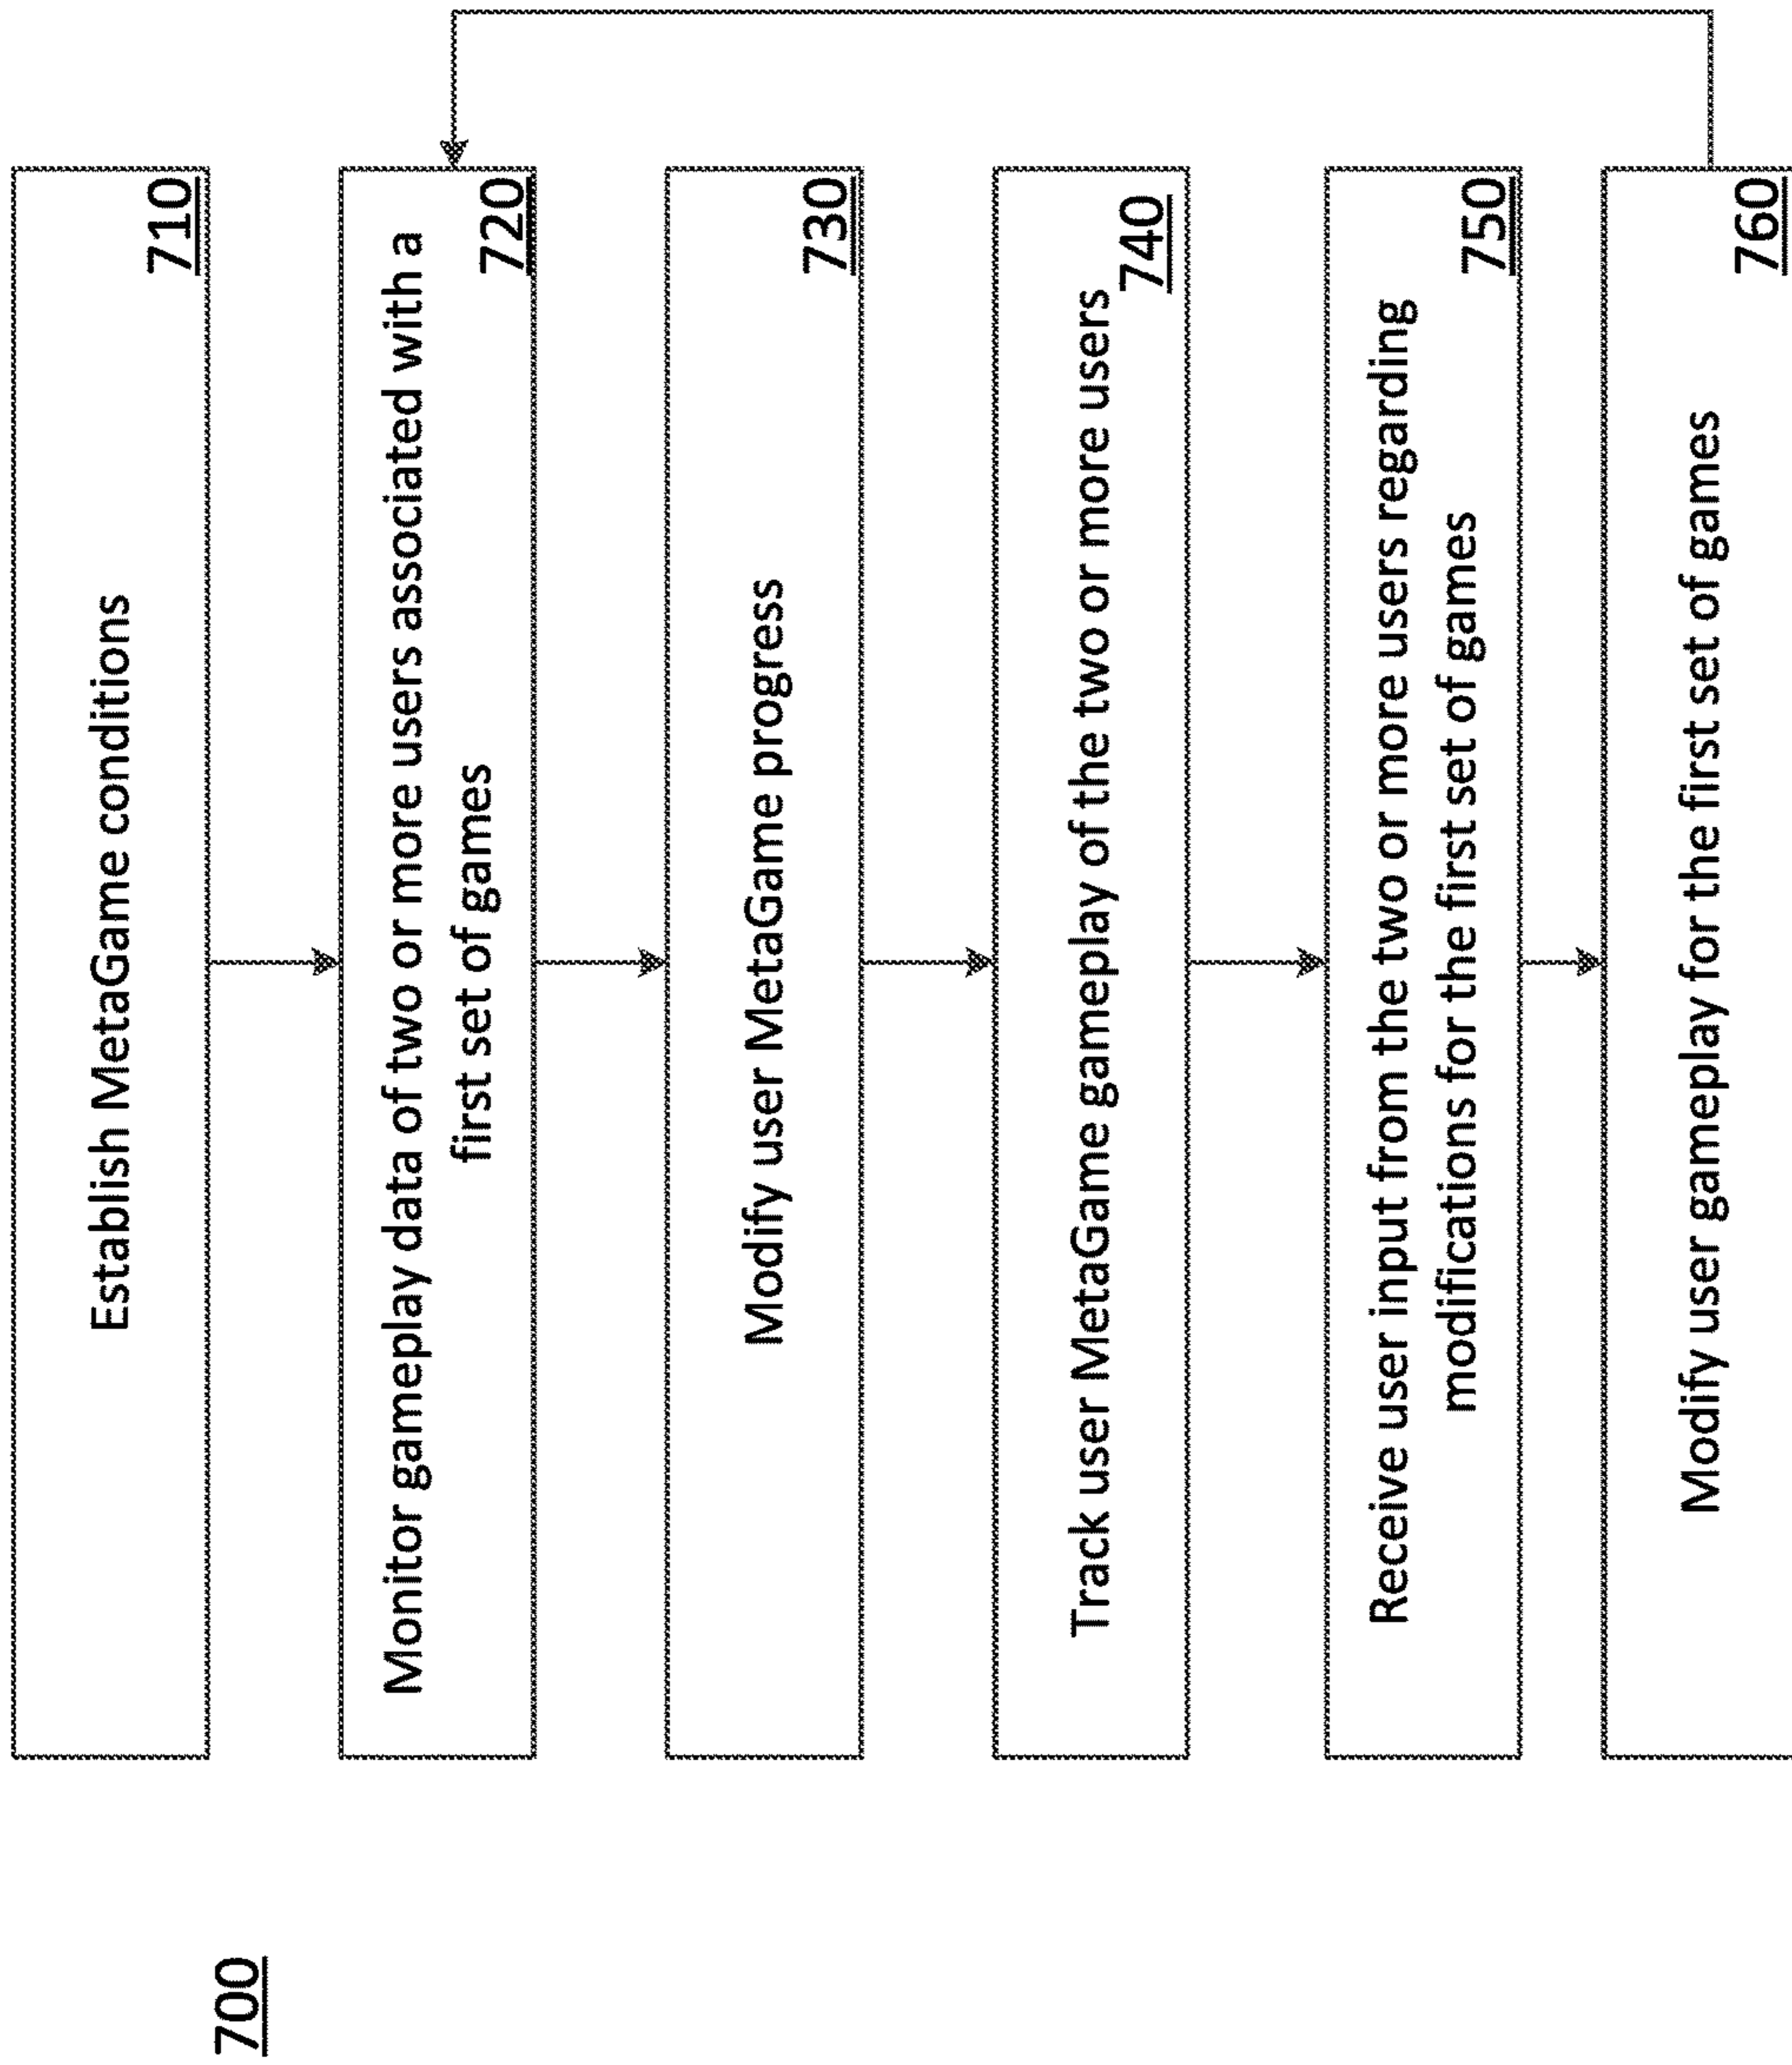 700
Establish MetaGame conditions
710
Monitor gameplay data of two or more users associated with a
first set of games
720
Modify user MetaGame progress
730
Track user MetaGame gameplay of the two or more users
740
Receive user input from the two or more users regarding
modifications for the first set of games
750
Modify user gameplay for the first set of games
760